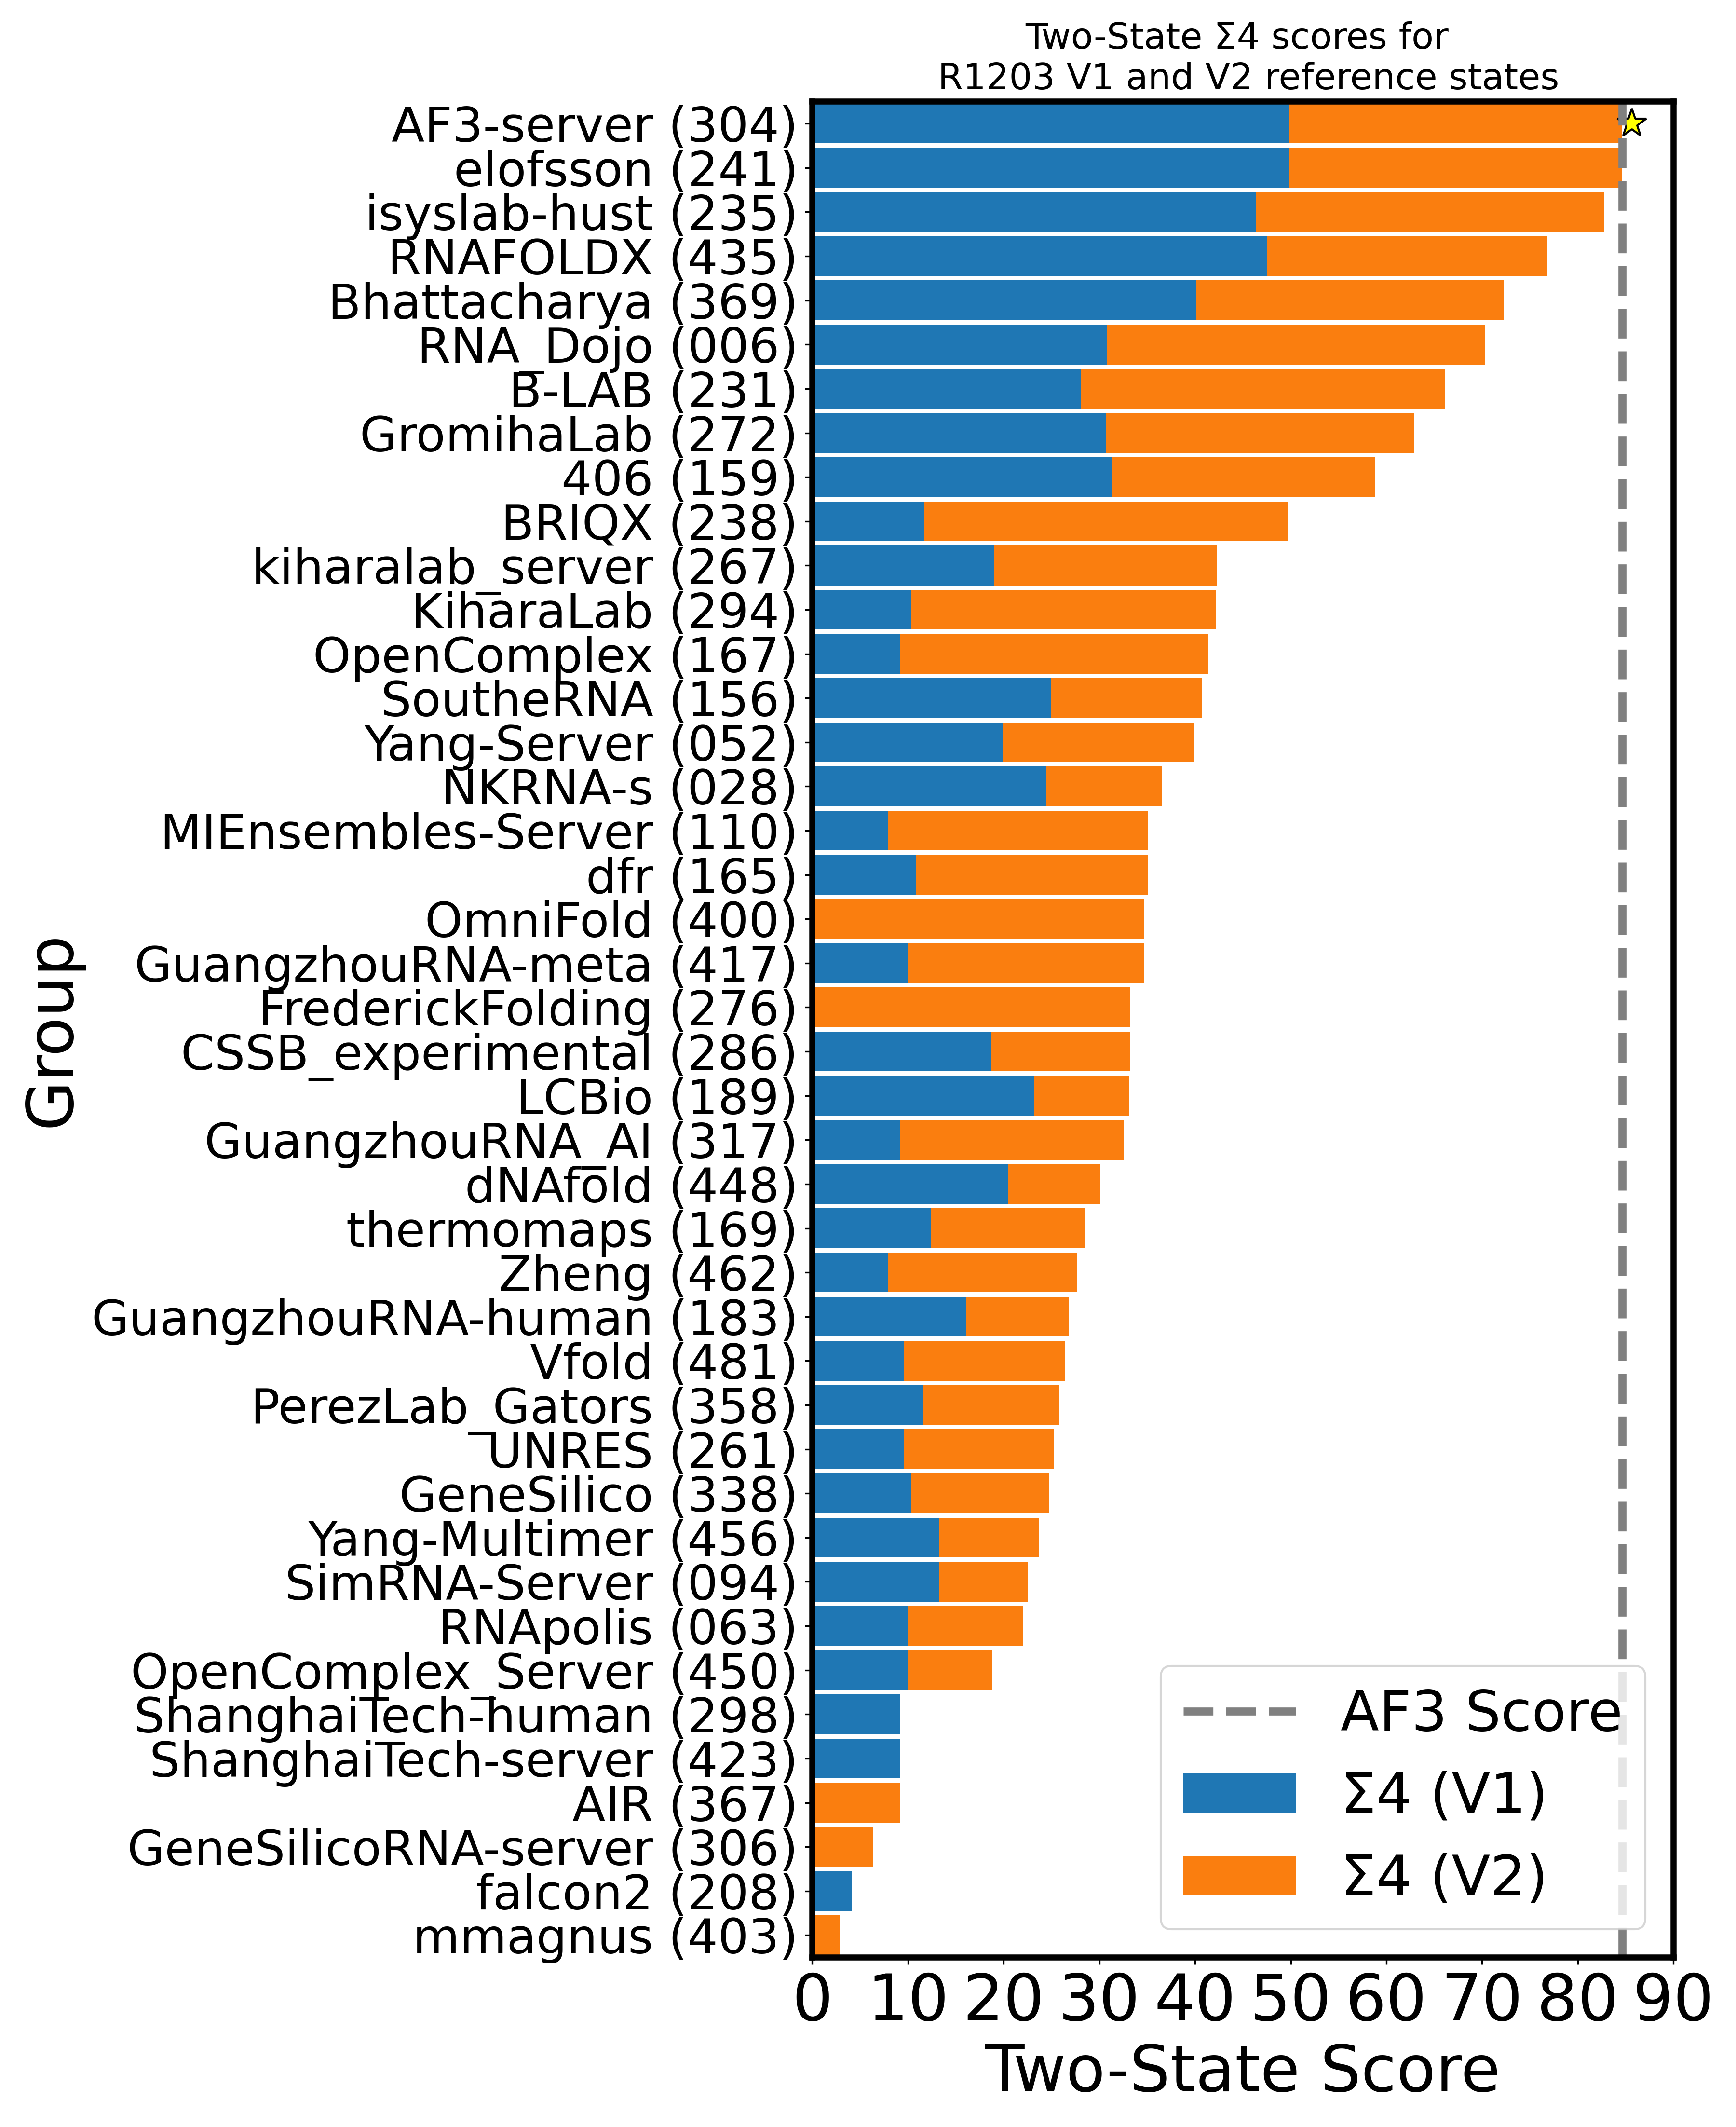 Two-State Σ4 scores for
R1203 V1 and V2 reference states
AF3-server (304)
elofsson (241)
isyslab-hust (235)
RNAFOLDX (435)
Bhattacharya (369)
RNA_Dojo (006)
B-LAB (231)
GromihaLab (272)
406 (159)
BRIQX (238)
kiharalab_server (267)
KiharaLab (294)
OpenComplex (167)
SoutheRNA (156)
Yang-Server (052)
NKRNA-s (028)
MIEnsembles-Server (110)
dfr (165)
OmniFold (400)
GuangzhouRNA-meta (417)
FrederickFolding (276)
CSSB_experimental (286)
LCBio (189)
GuangzhouRNA_AI (317)
dNAfold (448)
thermomaps (169)
Zheng (462)
GuangzhouRNA-human (183)
Vfold (481)
PerezLab_Gators (358)
UNRES (261)
GeneSilico (338)
Yang-Multimer (456)
SimRNA-Server (094)
RNApolis (063)
OpenComplex_Server (450)
ShanghaiTech-human (298)
ShanghaiTech-server (423)
AIR (367)
GeneSilicoRNA-server (306)
falcon2 (208)
mmagnus (403)
Group
AF3 Score
Σ4 (V1)
Σ4 (V2)
0 10 20 30 40 50 60 70 80 90
Two-State Score